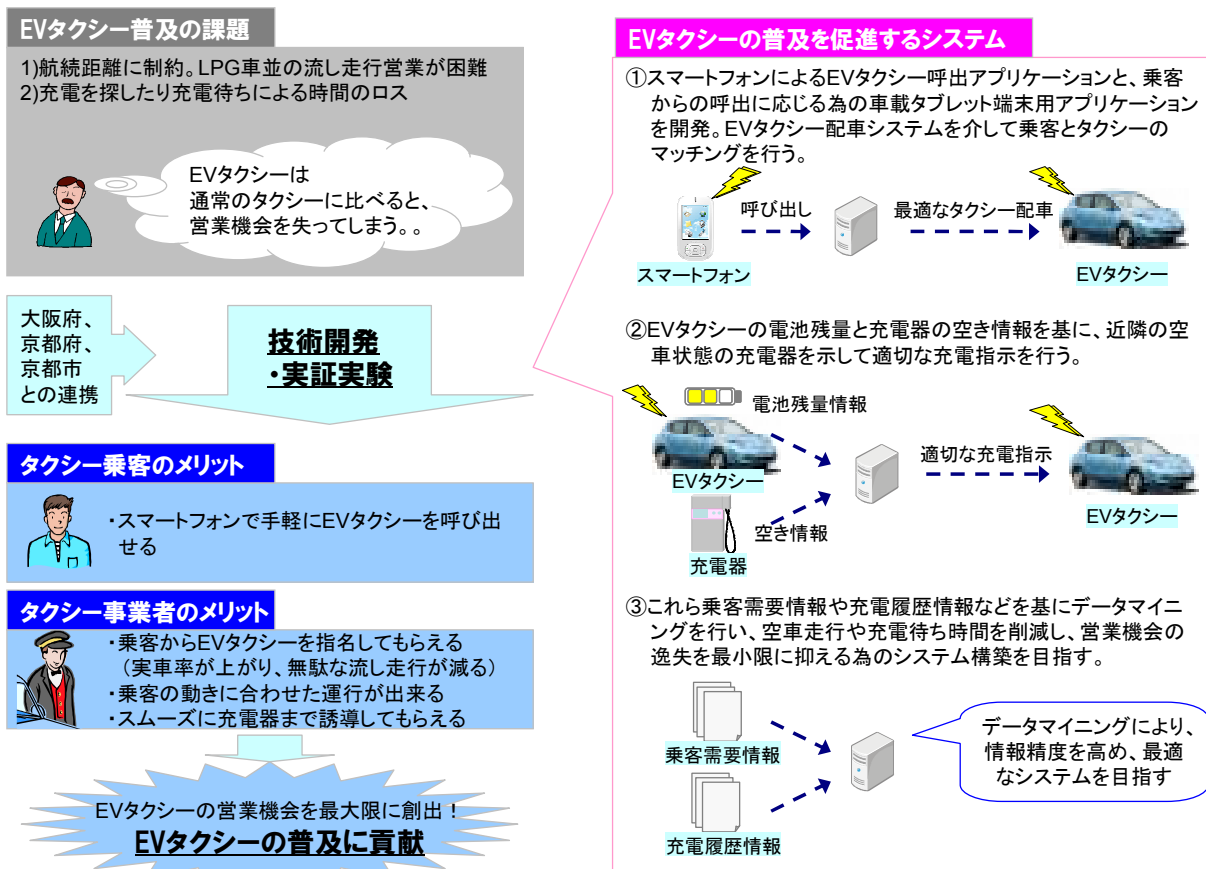 EVタクシー普及の課題
1)航続距離に制約。LPG車並の流し走行営業が困難
2)充電を探したり充電待ちによる時間のロス
EVタクシーは
通常のタクシーに比べると、
営業機会を失ってしまう。。
大阪府、
京都府、
京都市
との連携
技術開発
・実証実験
タクシー乗客のメリット
・スマートフォンで手軽にEVタクシーを呼び出
せる
タクシー事業者のメリット
・乗客からEVタクシーを指名してもらえる
（実車率が上がり、無駄な流し走行が減る）
・乗客の動きに合わせた運行が出来る
・スムーズに充電器まで誘導してもらえる
EVタクシーの営業機会を最大限に創出！
EVタクシーの普及に貢献
EVタクシーの普及を促進するシステム
①スマートフォンによるEVタクシー呼出アプリケーションと、乗客
からの呼出に応じる為の車載タブレット端末用アプリケーション
を開発。EVタクシー配車システムを介して乗客とタクシーの
マッチングを行う。
呼び出し
最適なタクシー配車
スマートフォン
EVタクシー
②EVタクシーの電池残量と充電器の空き情報を基に、近隣の空
車状態の充電器を示して適切な充電指示を行う。
電池残量情報
適切な充電指示
EVタクシー
EVタクシー
空き情報
充電器
③これら乗客需要情報や充電履歴情報などを基にデータマイニ
ングを行い、空車走行や充電待ち時間を削減し、営業機会の
逸失を最小限に抑える為のシステム構築を目指す。
乗客需要情報
データマイニングにより、
情報精度を高め、最適
なシステムを目指す
充電履歴情報